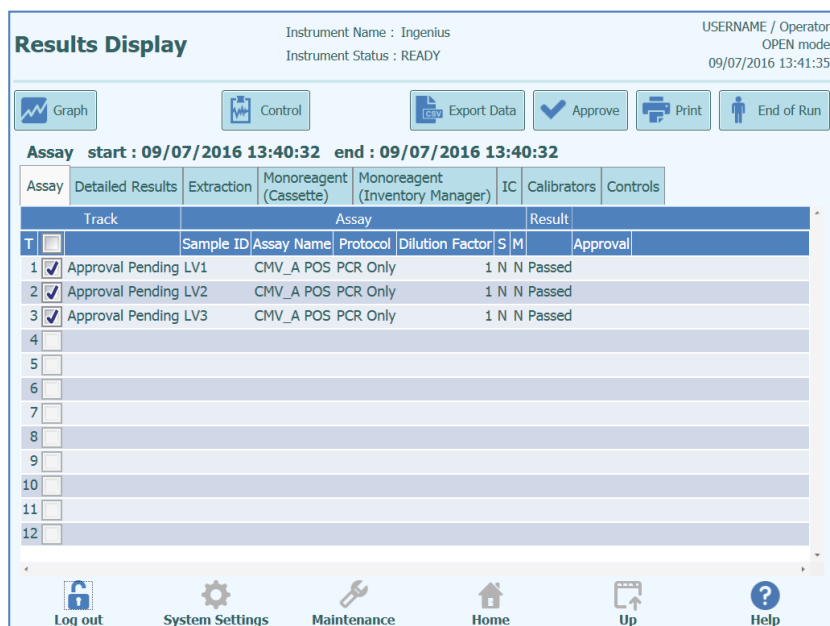 Results Display
Instrument Name : Ingenius
Instrument Status : READY
USERNAME / Operator
OPEN mode
09/07/2016 13:41:35
Graph
Control
CSV
Export Data
Approve
Print
End of Run
Assay start : 09/07/2016 13:40:32 end : 09/07/2016 13:40:32
Assay Detailed Results Extraction Monoreagent (Cassette) Monoreagent (Inventory Manager) IC Calibrators Controls
Track Assay Result
T Sample ID Assay Name Protocol Dilution Factor S M Approval
1 Approval Pending LV1 CMV_A POS PCR Only 1 N N Passed
2 Approval Pending LV2 CMV_A POS PCR Only 1 N N Passed
3 Approval Pending LV3 CMV_A POS PCR Only 1 N N Passed
4
5
6
7
8
9
10
11
12
Log out System Settings Maintenance Home Up ? Help